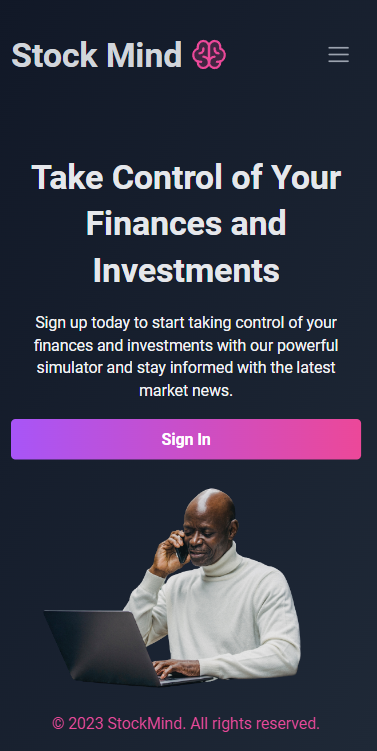 Stock Mind
Take Control of Your
Finances and
Investments
Sign up today to start taking control of your
finances and investments with our powerful
simulator and stay informed with the latest
market news.
Sign In
© 2023 StockMind. All rights reserved.